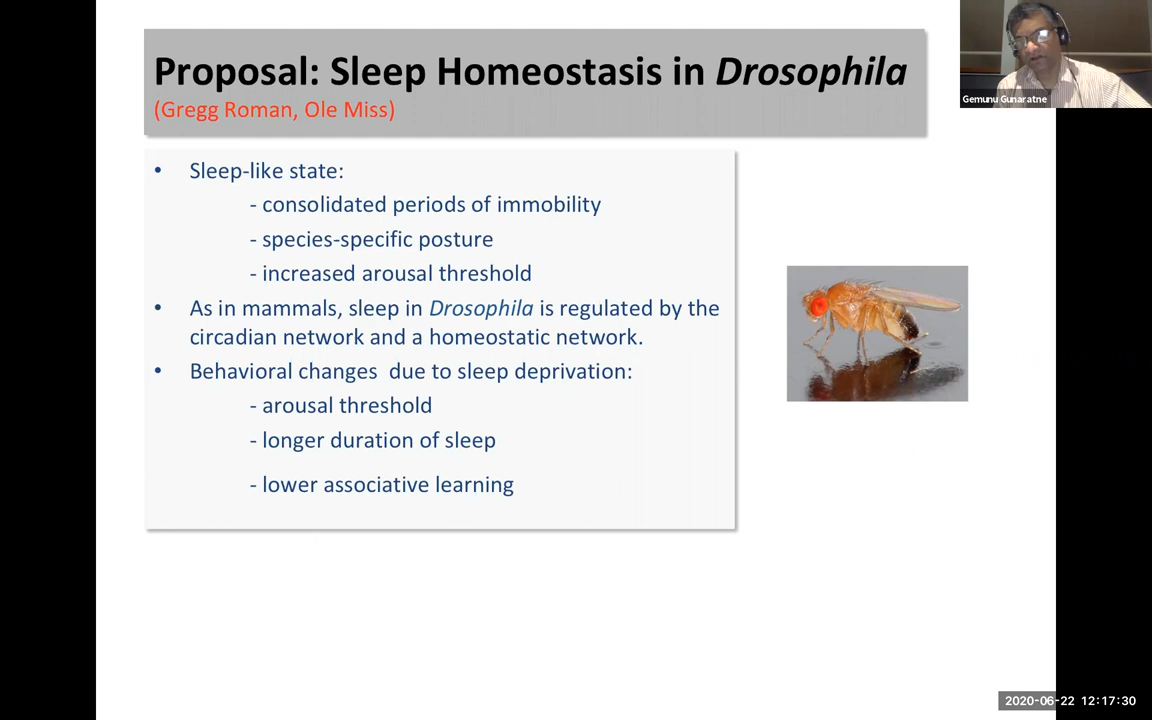 Proposal: Sleep Homeostasis in Drosophila
(Gregg Roman, Ole Miss)
Gemunu Gunaratne
• Sleep-like state:
- consolidated periods of immobility
- species-specific posture
- increased arousal threshold
• As in mammals, sleep in Drosophila is regulated by the
circadian network and a homeostatic network.
• Behavioral changes due to sleep deprivation:
- arousal threshold
- longer duration of sleep
- lower associative learning
2020-06-22 12:17:30